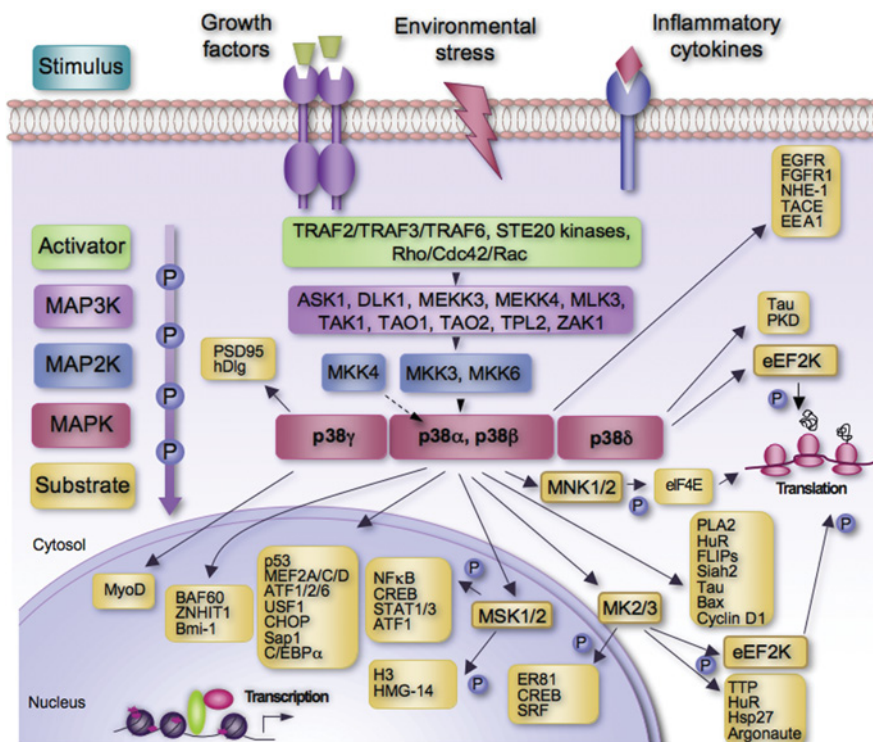 Growth
factors
Environmental
stress
Inflammatory
cytokines
Stimulus
EGFR
FGFR1
NHE-1
TACE
EEA1
Activator
TRAF2/TRAF3/TRAF6, STE20 kinases,
Rho/Cdc42/Rac
P
MAP3K
ASK1, DLK1, MEKK3, MEKK4, MLK3,
TAK1, TAO1, TAO2, TPL2, ZAK1
Tau
PKD
P
MAP2K
PSD95
hDlg
MKK4
MKK3, MKK6
eEF2K
P
P
MAPK
p38γ
p38α, p38β
p38δ
P
Substrate
MNK1/2
eIF4E
P
Translation
Cytosol
MyoD
BAF60
ZNHIT1
Bmi-1
p53
MEF2A/C/D
ATF1/2/6
USF1
CHOP
Sap1
C/EBPα
NFκB
CREB
STAT1/3
ATF1
P
MSK1/2
MK2/3
PLA2
HuR
FLIPs
Siah2
Tau
Bax
Cyclin D1
P
H3
HMG-14
P
P
ER81
CREB
SRF
P
eEF2K
TTP
HuR
Hsp27
Argonaute
Transcription
Nucleus